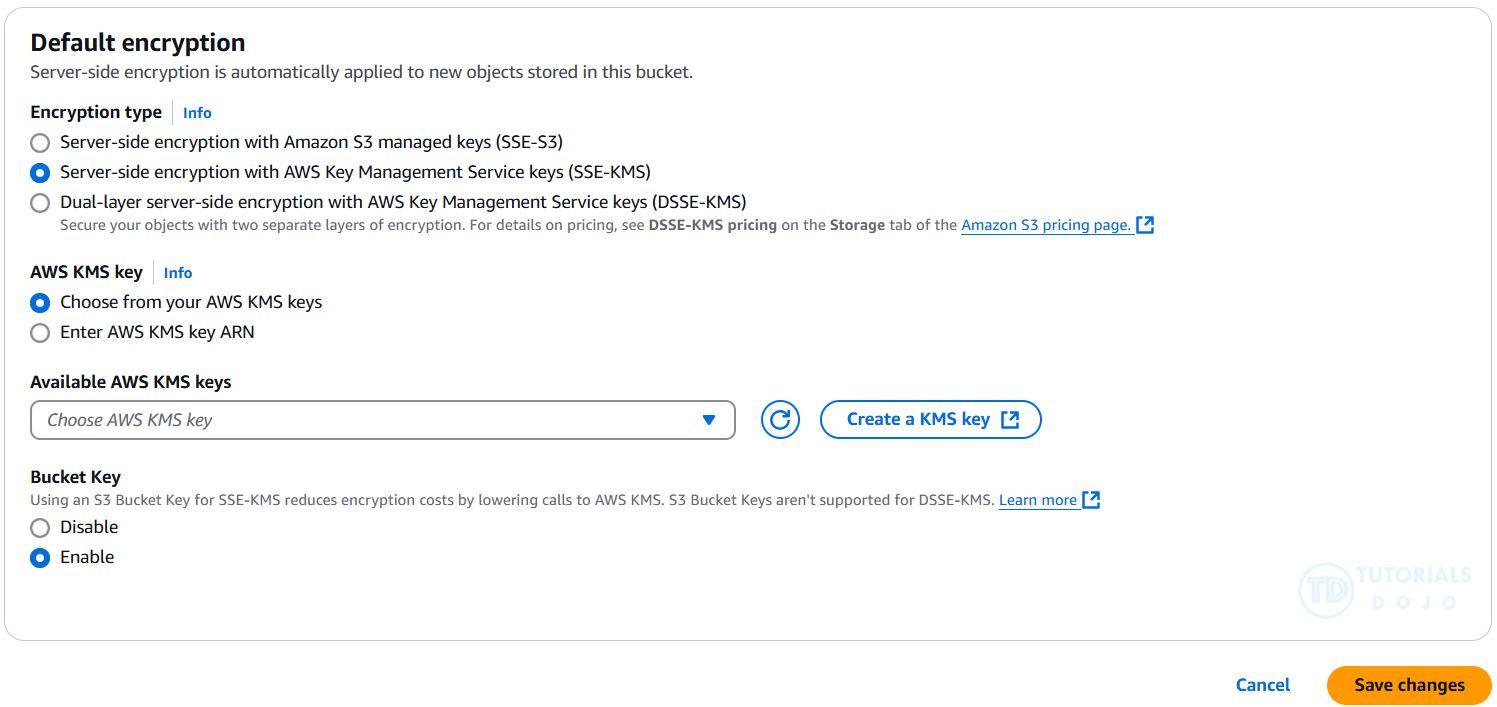 Default encryption
Server-side encryption is automatically applied to new objects stored in this bucket.
Encryption type Info
Server-side encryption with Amazon S3 managed keys (SSE-S3)
Server-side encryption with AWS Key Management Service keys (SSE-KMS)
Dual-layer server-side encryption with AWS Key Management Service keys (DSSE-KMS)
Secure your objects with two separate layers of encryption. For details on pricing, see DSSE-KMS pricing on the Storage tab of the Amazon S3 pricing page.
AWS KMS key Info
Choose from your AWS KMS keys
Enter AWS KMS key ARN
Available AWS KMS keys
Choose AWS KMS key
Create a KMS key
Bucket Key
Using an S3 Bucket Key for SSE-KMS reduces encryption costs by lowering calls to AWS KMS. S3 Bucket Keys aren't supported for DSSE-KMS. Learn more
Disable
Enable
TD TUTORIALS
DOJO
Cancel Save changes